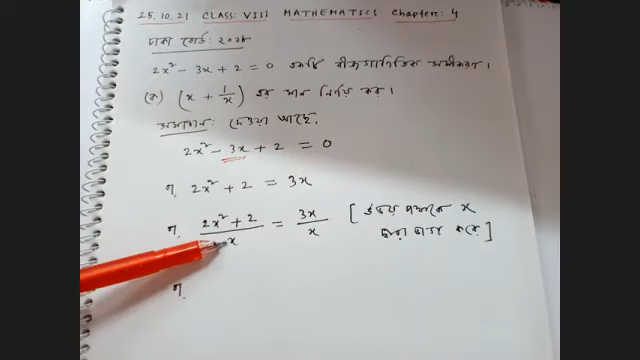 25.10.21 CLASS: VIII MATHEMATICS Chapter: 4
ঢাকা বোর্ড: ২০১৮
2x² - 3x + 2 = 0 একটি বীজগাণিতিক সমীকরণ।
(x + 1/x) এর মান নির্ণয় কর।
সমাধান: দেওয়া আছে,
2x² - 3x + 2 = 0
বা, 2x² + 2 = 3x
বা, (2x² + 2)/x = 3x/x [উভয় পক্ষকে x
দ্বারা ভাগ করে]
বা,